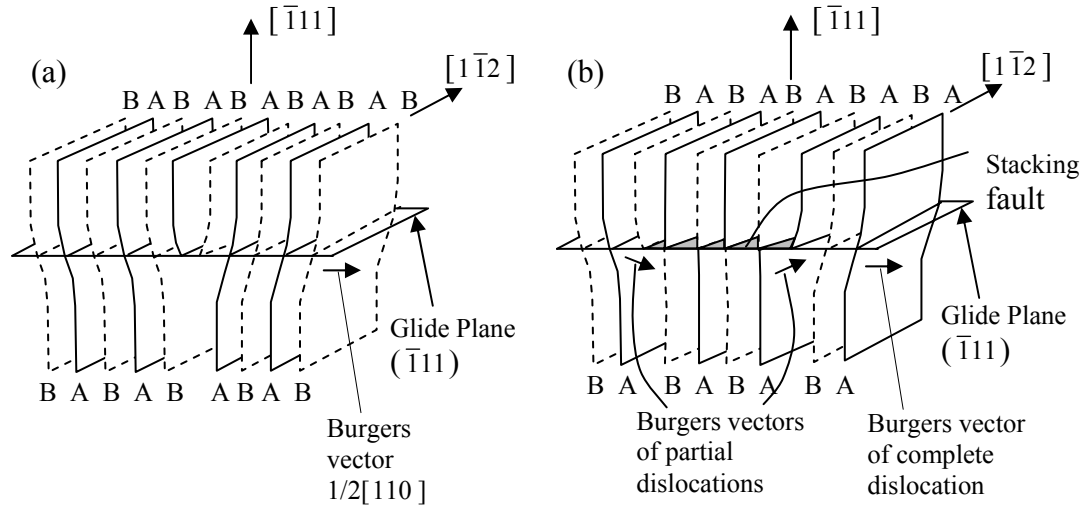 [1̄11]
(a)
[11̄2]
B A B A B A B A B A B
Glide Plane
(1̄11)
B A B A B A B A B
Burgers
vector
1/2[110]
[1̄11]
(b)
[11̄2]
B A B A B A B A B A
Stacking
fault
Glide Plane
(1̄11)
B A B A B A B A
Burgers vectors
of partial
dislocations
Burgers vector
of complete
dislocation